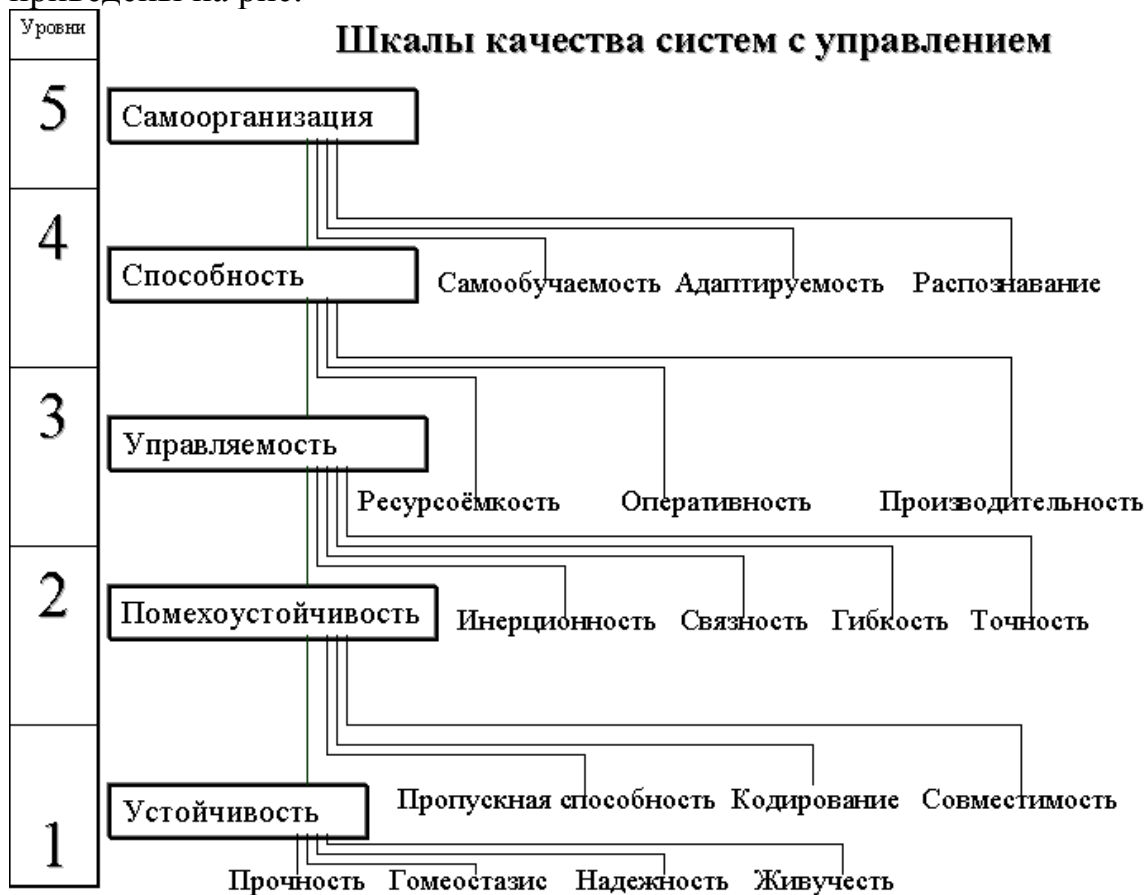 приведены на рис.
Уровни
Шкалы качества систем с управлением
5
Самоорганизация
4
Способность
Самообучаемость Адаптируемость Распознавание
3
Управляемость
Ресурсоёмкость Оперативность Производительность
2
Помехоустойчивость
Инерционность Связность Гибкость Точность
Устойчивость
Пропускная способность Кодирование Совместимость
1
Прочность Гомеостазис Надежность Живучесть